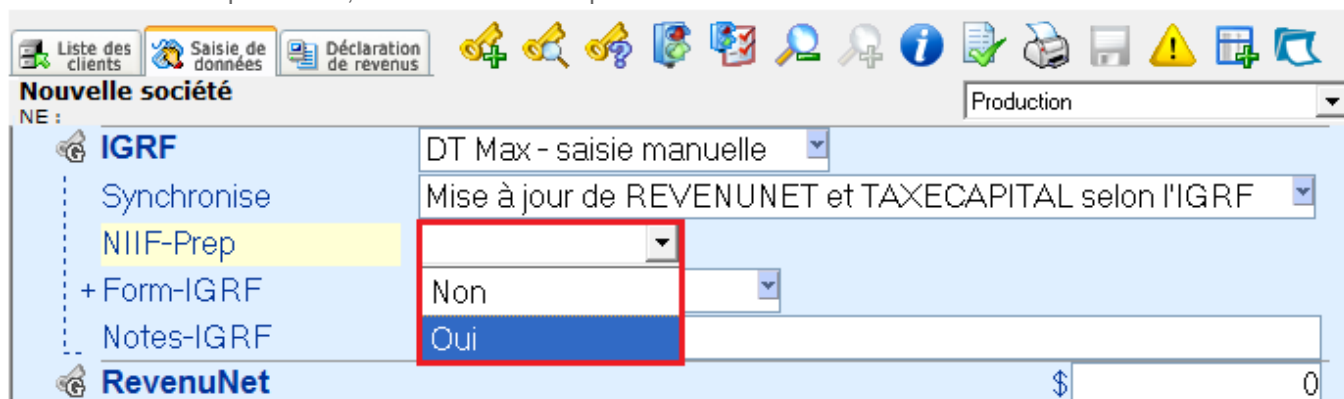 Liste des clients Saisie de données Déclaration de revenus
Nouvelle société Production
NE :
IGRF DT Max - saisie manuelle
Synchronise Mise à jour de REVENUNET et TAXECAPITAL selon l'IGRF
NIIF-Prep
+ Form-IGRF Non
Notes-IGRF Oui
RevenuNet $ 0